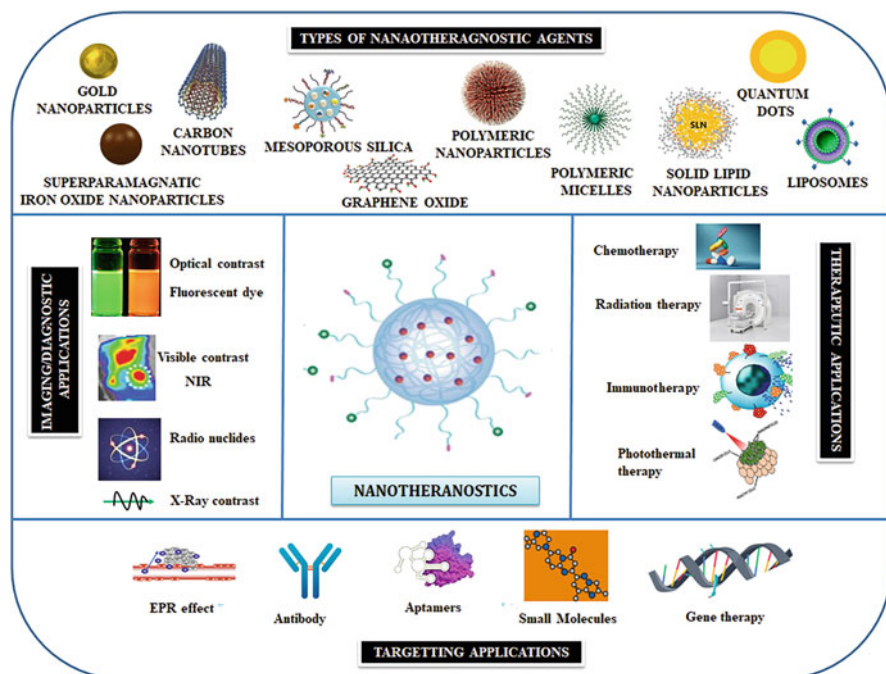 TYPES OF NANAOTHERAGNOSTIC AGENTS
GOLD
NANOPARTICLES
CARBON
NANOTUBES
MESOPOROUS SILICA
POLYMERIC
NANOPARTICLES
QUANTUM
DOTS
SLN
SUPERPARAMAGNATIC
IRON OXIDE NANOPARTICLES
GRAPHENE OXIDE
POLYMERIC
MICELLES
SOLID LIPID
NANOPARTICLES
LIPOSOMES
IMAGING/DIAGNOSTIC
APPLICATIONS
Optical contrast
Fluorescent dye
Visible contrast
NIR
Radio nuclides
X-Ray contrast
NANOTHERANOSTICS
Chemotherapy
Radiation therapy
Immunotherapy
Photothermal
therapy
THERAPEUTIC APPLICATIONS
EPR effect
Antibody
Aptamers
Small Molecules
Gene therapy
TARGETTING APPLICATIONS